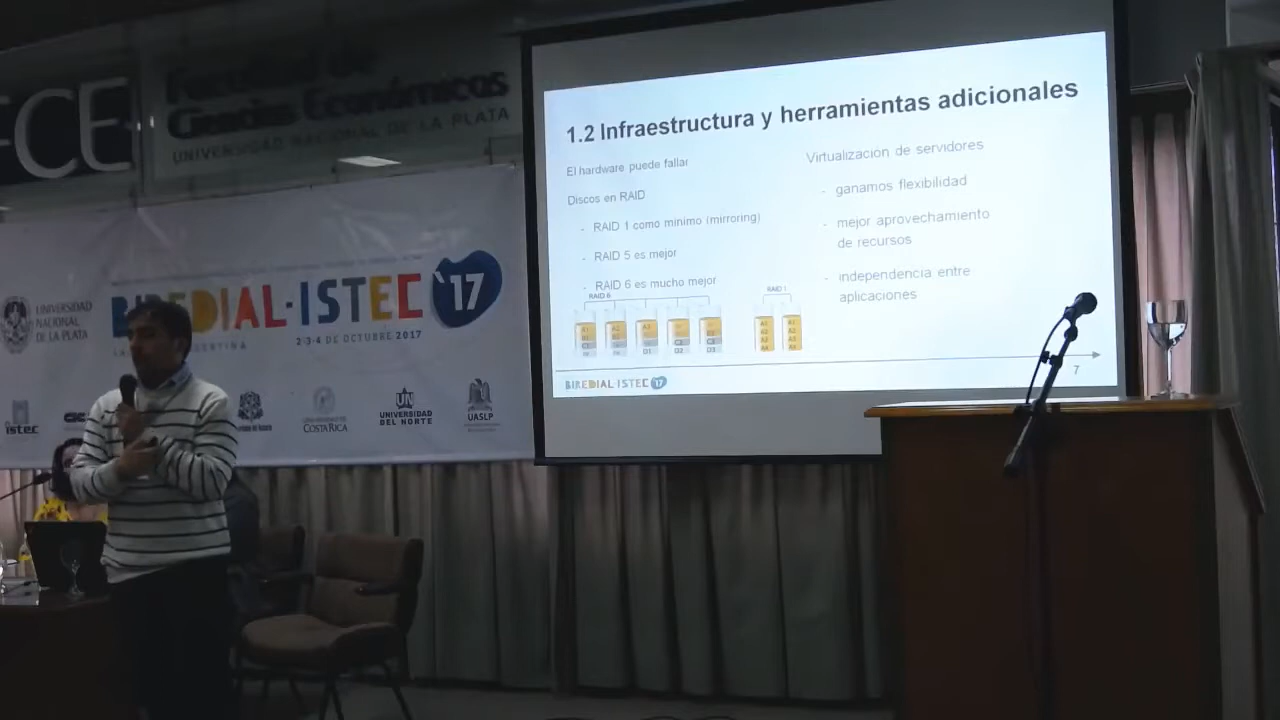 FCE
Facultad de
Ciencias Económicas
UNIVERSIDAD NACIONAL DE LA PLATA
UNIVERSIDAD
NACIONAL
DE LA PLATA
BIREDIAL-ISTEC '17
2·3·4 DE OCTUBRE 2017
istec
COSTA RICA
UN
UNIVERSIDAD
DEL NORTE
UASLP
1.2 Infraestructura y herramientas adicionales
El hardware puede fallar
Discos en RAID
- RAID 1 como mínimo (mirroring)
- RAID 5 es mejor
- RAID 6 es mucho mejor
Virtualización de servidores
- ganamos flexibilidad
- mejor aprovechamiento
de recursos
- independencia entre
aplicaciones
RAID 6
RAID 1
BIREDIAL-ISTEC '17
7